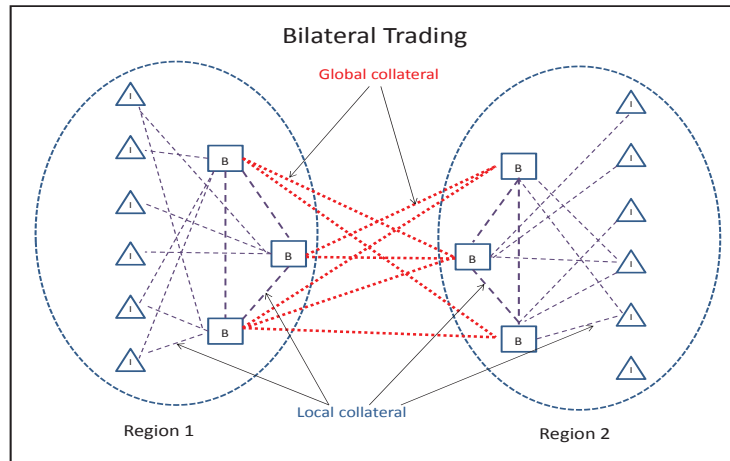 Bilateral Trading
Global collateral
I
I
I
I
I
I
B
B
B
B
B
B
I
I
I
I
I
I
Local collateral
Region 1
Region 2